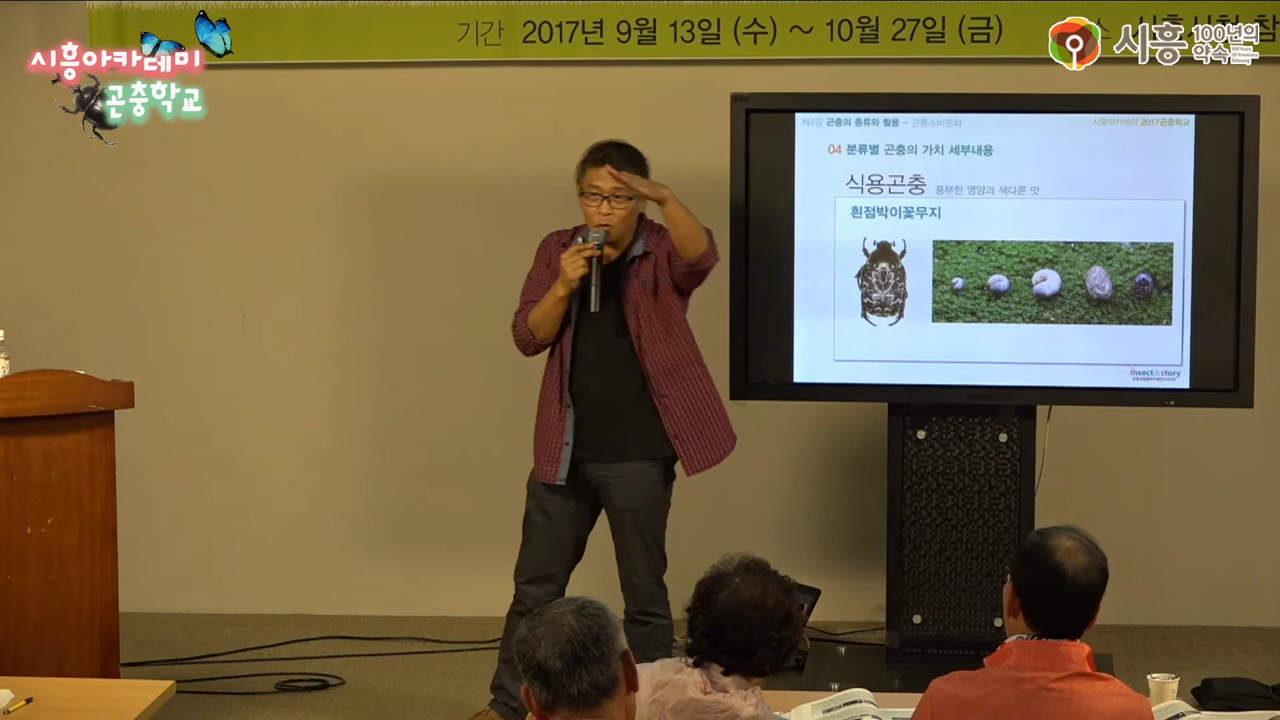 기간 2017년 9월 13일 (수) ~ 10월 27일 (금)
시흥아카데미
곤충학교
시흥 100년의
약속
제4강 곤충의 종류와 활용 - 곤충소비문화
시흥아카데미 2017곤충학교
04 분류별 곤충의 가치 세부내용
식용곤충 풍부한 영양과 색다른 맛
흰점박이꽃무지
insect&story